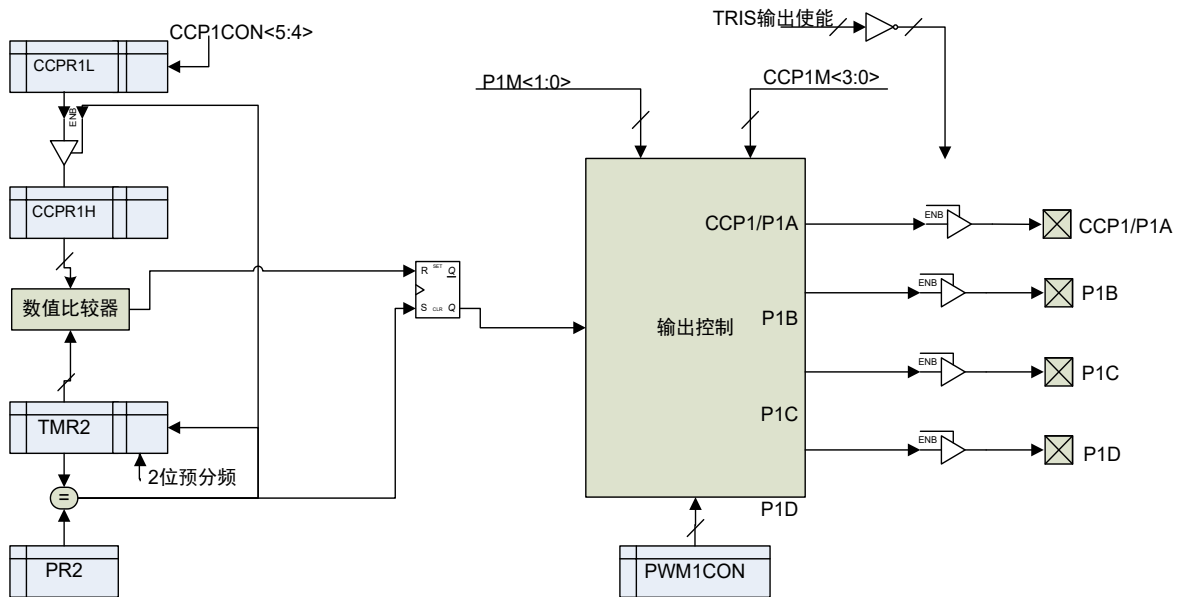 TRIS输出使能
CCP1CON<5:4>
CCPR1L
P1M<1:0>
CCP1M<3:0>
ENB
CCPR1H
CCP1/P1A
ENB
CCP1/P1A
R SET Q
S CLR Q
数值比较器
ENB
P1B
P1B
输出控制
ENB
P1C
P1C
TMR2
ENB
P1D
2位预分频
=
P1D
PR2
PWM1CON